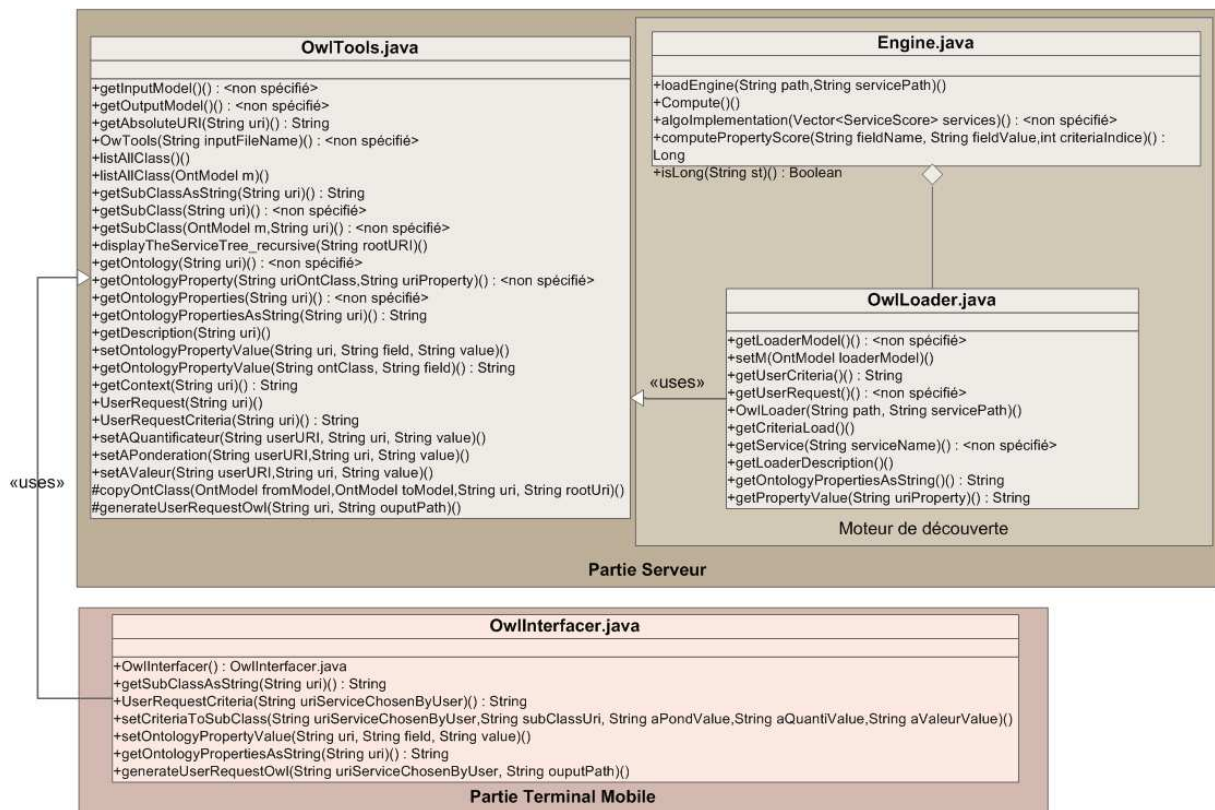 OwlTools.java
+getInputModel()() : <non spécifié>
+getOutputModel()() : <non spécifié>
+getAbsoluteURI(String uri)() : String
+OwTools(String inputFileName)() : <non spécifié>
+listAllClass()()
+listAllClass(OntModel m)()
+getSubClassAsString(String uri)() : String
+getSubClass(String uri)() : <non spécifié>
+getSubClass(OntModel m,String uri)() : <non spécifié>
+displayTheServiceTree_recursive(String rootURI)()
+getOntology(String uri)() : <non spécifié>
+getOntologyProperty(String uriOntClass,String uriProperty)() : <non spécifié>
+getOntologyProperties(String uri)() : <non spécifié>
+getOntologyPropertiesAsString(String uri)() : String
+getDescription(String uri)()
+setOntologyPropertyValue(String uri, String field, String value)()
+getOntologyPropertyValue(String ontClass, String field)() : String
+getContext(String uri)() : String
+UserRequest(String uri)()
+UserRequestCriteria(String uri)() : String
+setAQuantificateur(String userURI, String uri, String value)()
+setAPonderation(String userURI,String uri, String value)()
+setAValeur(String userURI,String uri, String value)()
#copyOntClass(OntModel fromModel,OntModel toModel,String uri, String rootUri)()
#generateUserRequestOwl(String uri, String ouputPath)()
Engine.java
+loadEngine(String path,String servicePath)()
+Compute()()
+algoImplementation(Vector<ServiceScore> services)() : <non spécifié>
+computePropertyScore(String fieldName, String fieldValue,int criteriaIndice)() :
Long
+isLong(String st)() : Boolean
OwlLoader.java
+getLoaderModel()() : <non spécifié>
+setM(OntModel loaderModel)()
+getUserCriteria()() : String
+getUserRequest()() : <non spécifié>
+OwlLoader(String path, String servicePath)()
+getCriteriaLoad()()
+getService(String serviceName)() : <non spécifié>
+getLoaderDescription()()
+getOntologyPropertiesAsString()() : String
+getPropertyValue(String uriProperty)() : String
«uses»
Moteur de découverte
«uses»
Partie Serveur
OwlInterfacer.java
+OwlInterfacer() : OwlInterfacer.java
+getSubClassAsString(String uri)() : String
+UserRequestCriteria(String uriServiceChosenByUser)() : String
+setCriteriaToSubClass(String uriServiceChosenByUser,String subClassUri, String aPondValue,String aQuantiValue,String aValeurValue)()
+setOntologyPropertyValue(String uri, String field, String value)()
+getOntologyPropertiesAsString(String uri)() : String
+generateUserRequestOwl(String uriServiceChosenByUser, String ouputPath)()
Partie Terminal Mobile